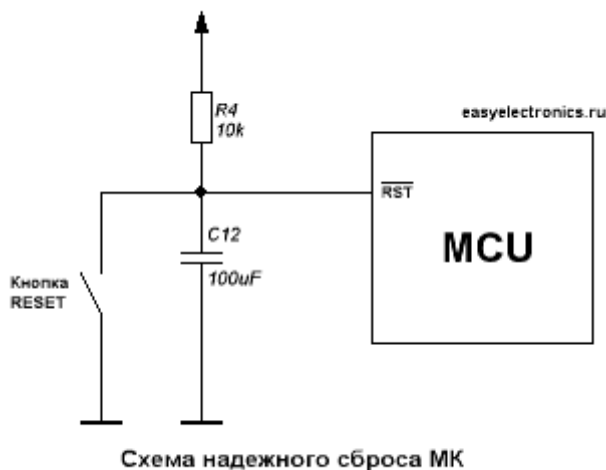 R4
10k
easyelectronics.ru
RST
MCU
C12
100uF
Кнопка
RESET
Схема надежного сброса МК